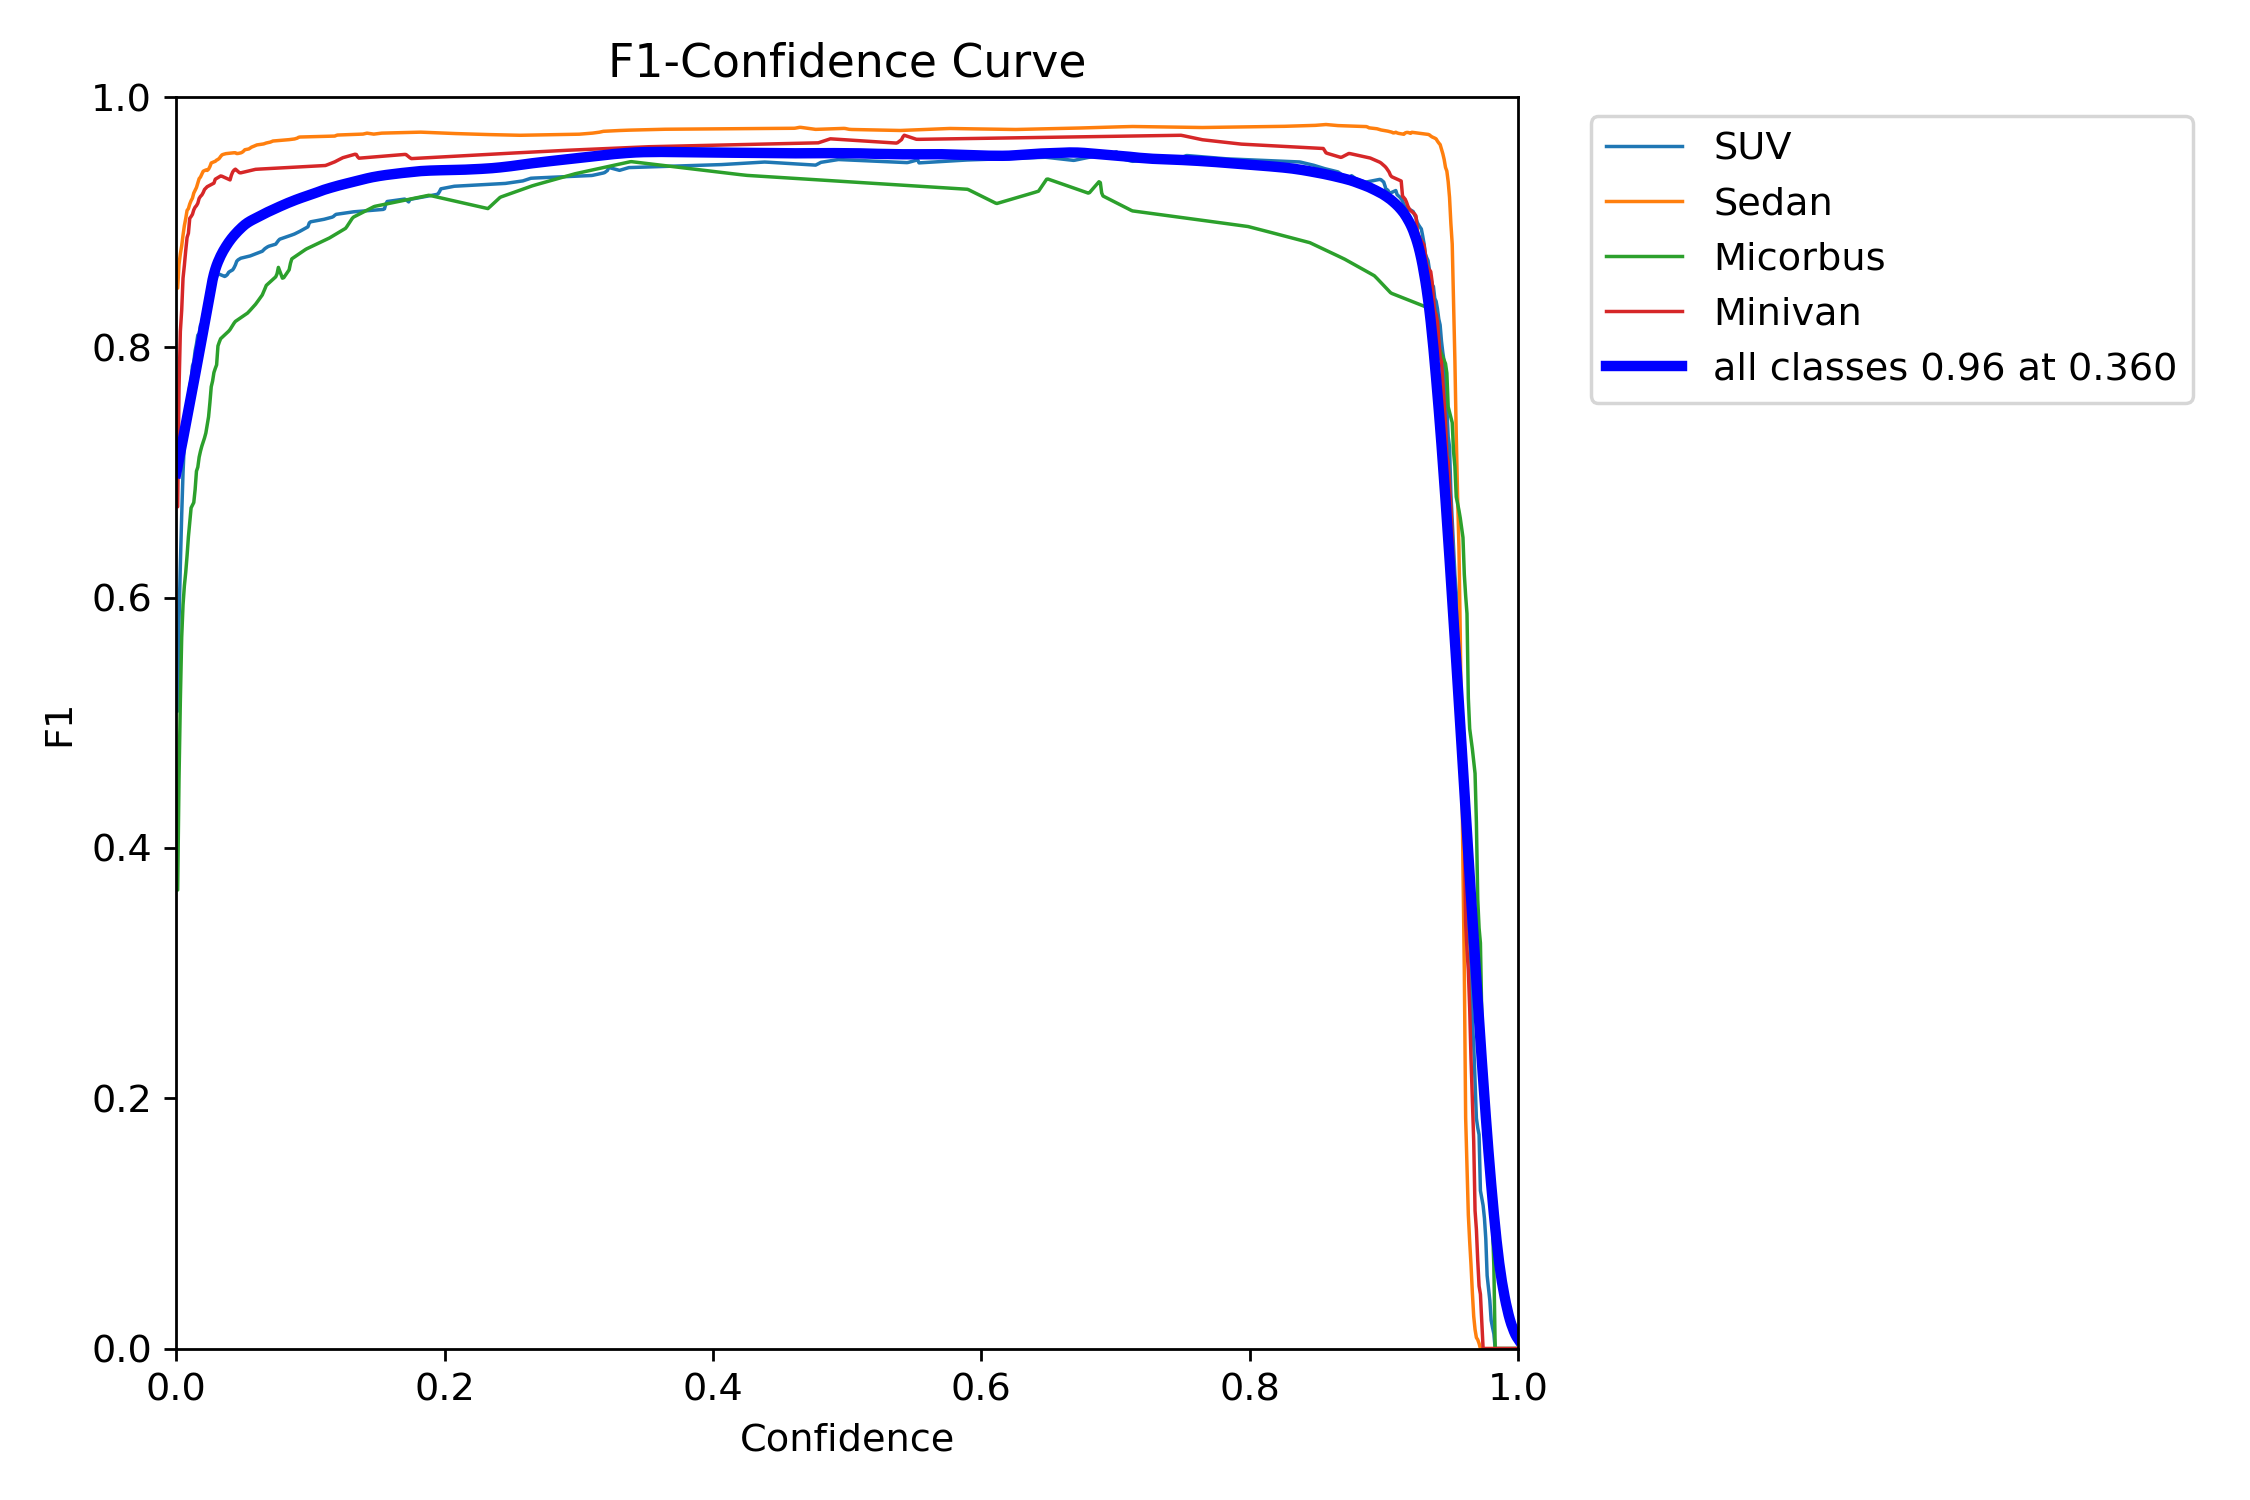 F1-Confidence Curve
1.0
0.8
0.6
0.4
0.2
0.0
F1
0.0 0.2 0.4 0.6 0.8 1.0
Confidence
SUV
Sedan
Micorbus
Minivan
all classes 0.96 at 0.360